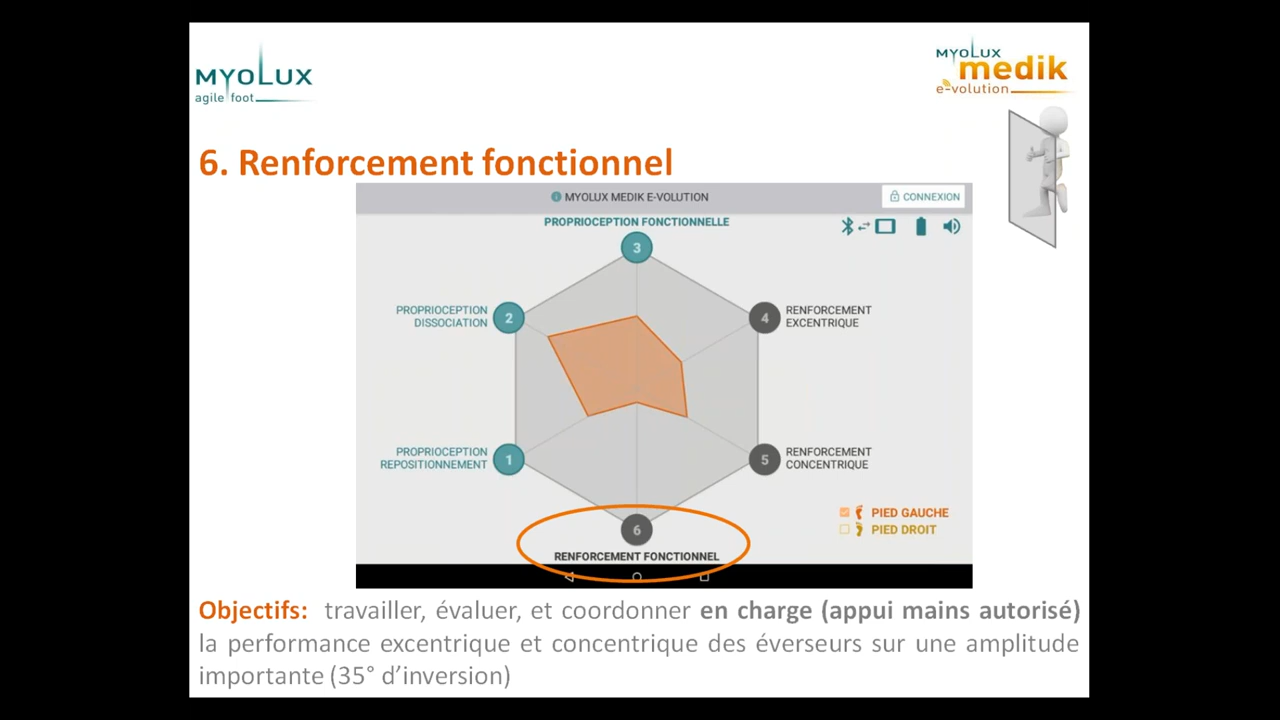 MYOLUX
agile foot
MYOLUX
medik
e-volution
6. Renforcement fonctionnel
MYOLUX MEDIK E-VOLUTION
CONNEXION
PROPRIOCEPTION FONCTIONNELLE
3
PROPRIOCEPTION
DISSOCIATION
2
4
RENFORCEMENT
EXCENTRIQUE
PROPRIOCEPTION
REPOSITIONNEMENT
1
5
RENFORCEMENT
CONCENTRIQUE
PIED GAUCHE
PIED DROIT
6
RENFORCEMENT FONCTIONNEL
Objectifs: travailler, évaluer, et coordonner en charge (appui mains autorisé)
la performance excentrique et concentrique des éverseurs sur une amplitude
importante (35° d'inversion)